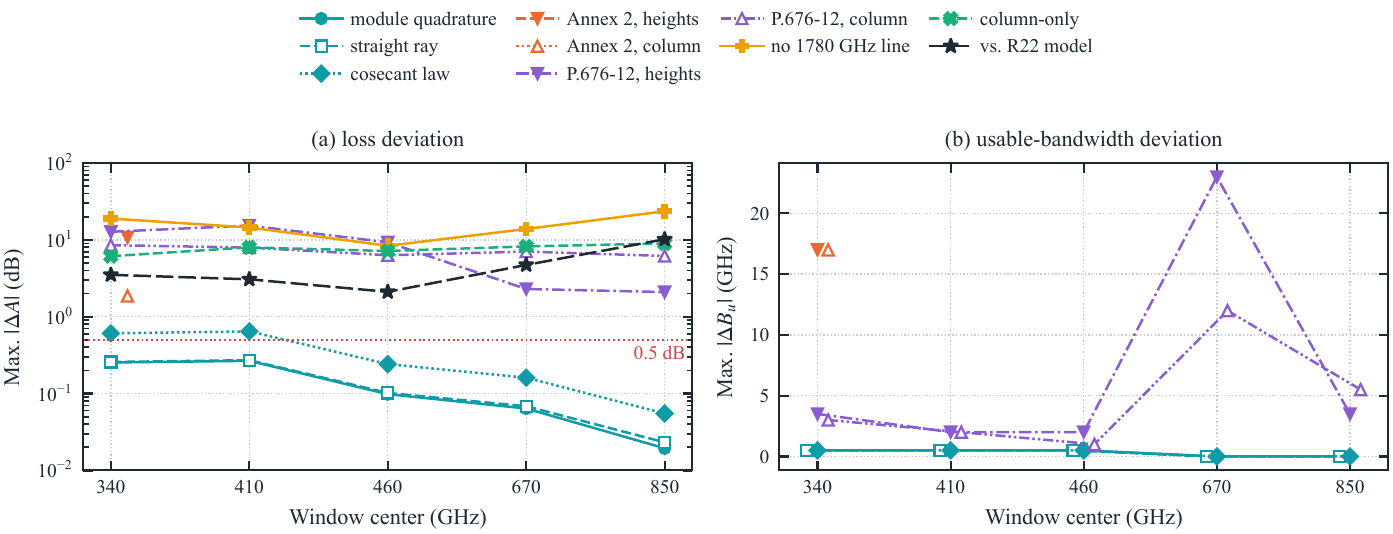 module quadrature
straight ray
cosecant law
Annex 2, heights
Annex 2, column
P.676-12, heights
P.676-12, column
no 1780 GHz line
column-only
vs. R22 model
(a) loss deviation
Max. |ΔA| (dB)
10²
10¹
10⁰
10⁻¹
10⁻²
0.5 dB
340 410 460 670 850
Window center (GHz)
(b) usable-bandwidth deviation
Max. |ΔBᵤ| (GHz)
20
15
10
5
0
340 410 460 670 850
Window center (GHz)